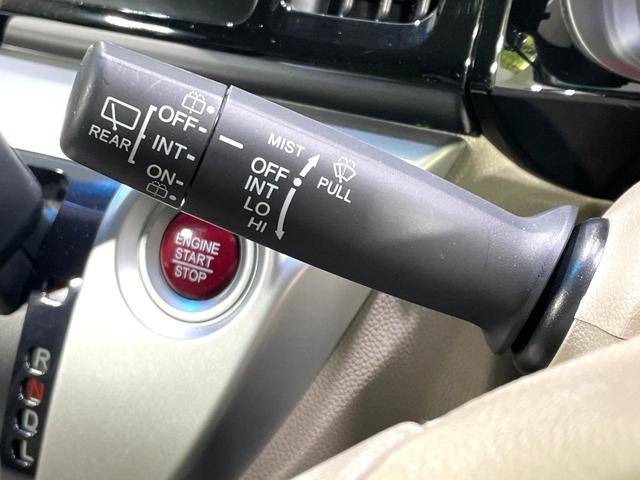 REAR
OFF
INT
ON
MIST
OFF
INT
LO
HI
PULL
ENGINE
START
STOP
R
N
D
L